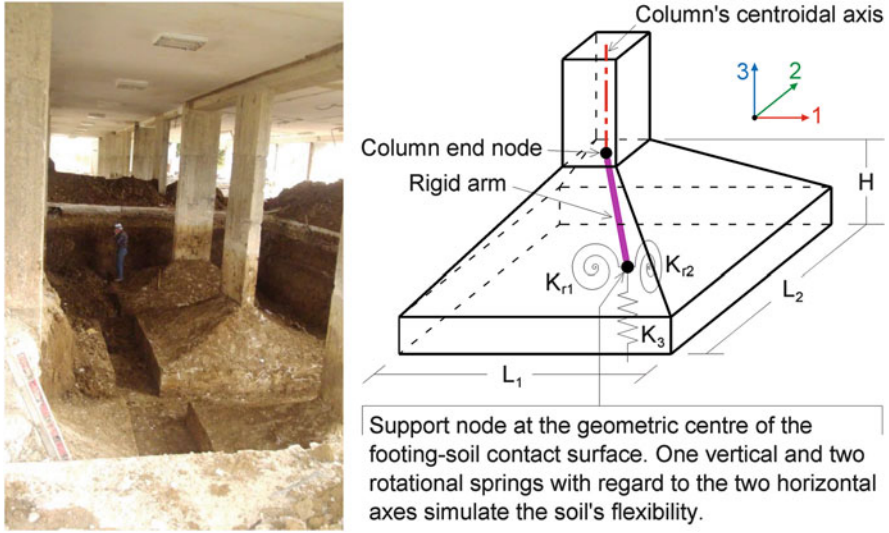 Column's centroidal axis
3
2
1
Column end node
Rigid arm
H
Kr1
Kr2
K3
L2
L1
Support node at the geometric centre of the
footing-soil contact surface. One vertical and two
rotational springs with regard to the two horizontal
axes simulate the soil's flexibility.